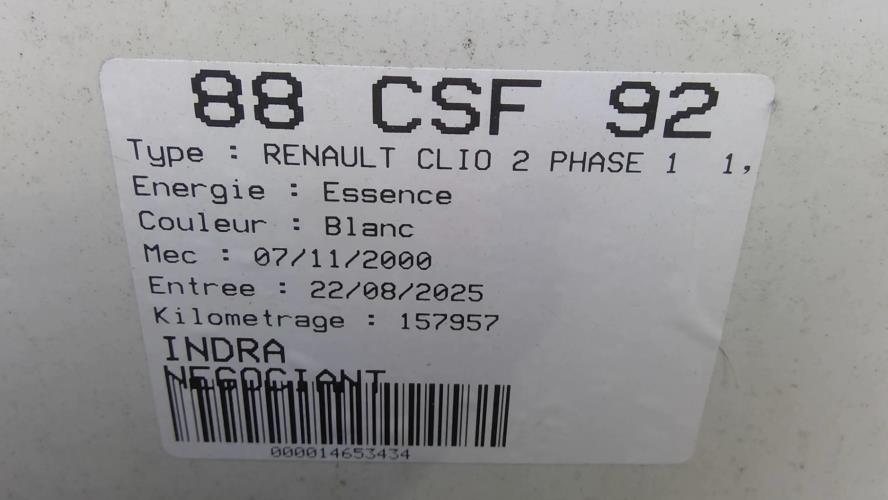 88 CSF 92
Type : RENAULT CLIO 2 PHASE 1 1,
Energie : Essence
Couleur : Blanc
Mec : 07/11/2000
Entree : 22/08/2025
Kilometrage : 157957
INDRA
NEGOCIANT
000014653434